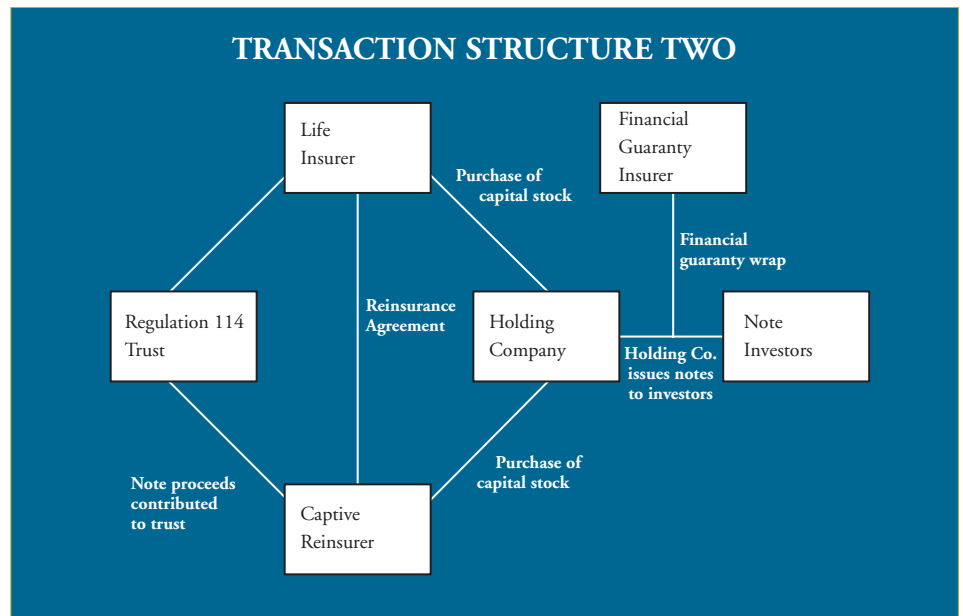 TRANSACTION STRUCTURE TWO
Life
Insurer
Financial
Guaranty
Insurer
Purchase of
capital stock
Financial
guaranty wrap
Regulation 114
Trust
Reinsurance
Agreement
Holding
Company
Note
Investors
Holding Co.
issues notes
to investors
Note proceeds
contributed
to trust
Captive
Reinsurer
Purchase of
capital stock